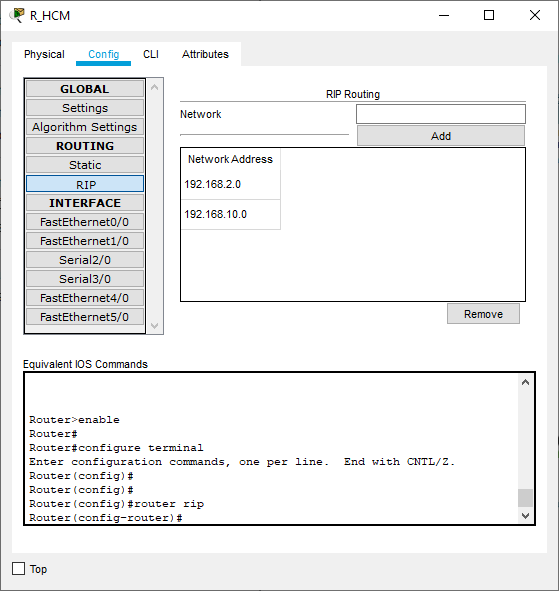 R_HCM
Physical Config CLI Attributes
GLOBAL
Settings
Algorithm Settings
ROUTING
Static
RIP
INTERFACE
FastEthernet0/0
FastEthernet1/0
Serial2/0
Serial3/0
FastEthernet4/0
FastEthernet5/0
RIP Routing
Network
Add
Network Address
192.168.2.0
192.168.10.0
Remove
Equivalent IOS Commands
Router>enable
Router#
Router#configure terminal
Enter configuration commands, one per line.  End with CNTL/Z.
Router(config)#
Router(config)#
Router(config)#router rip
Router(config-router)#
Top